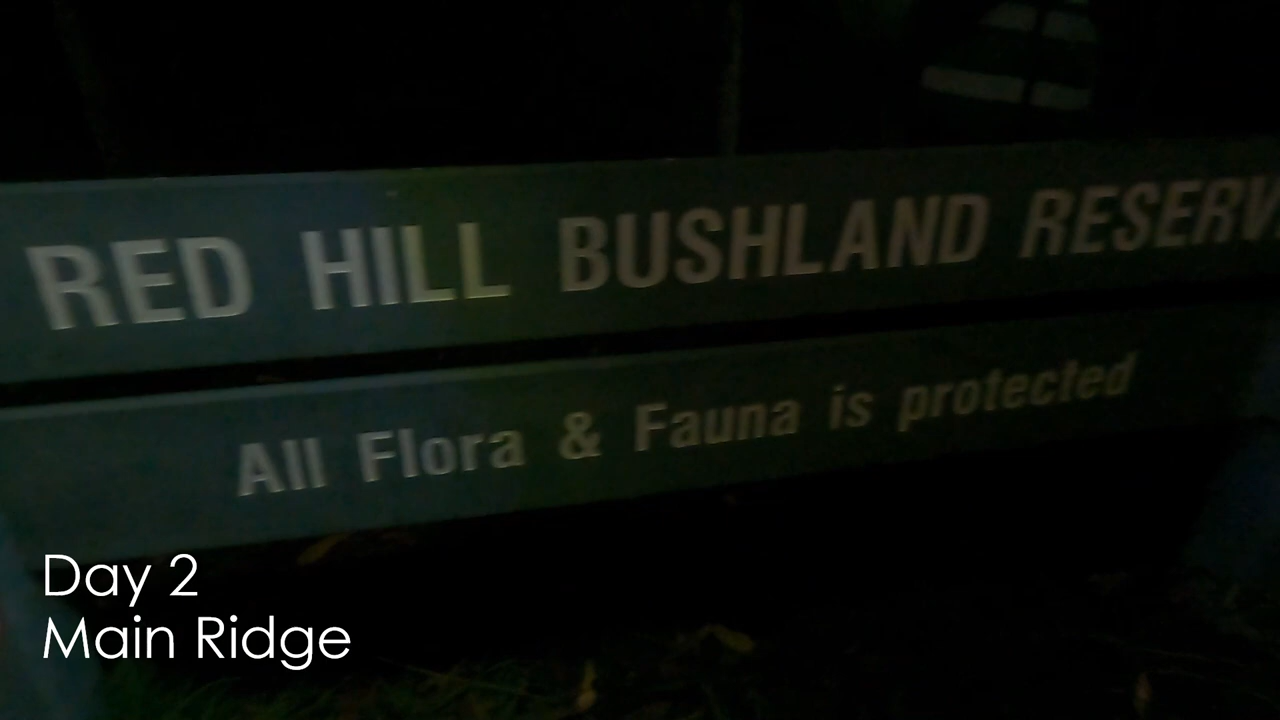 RED HILL BUSHLAND RESERV
All Flora & Fauna is protected
Day 2
Main Ridge